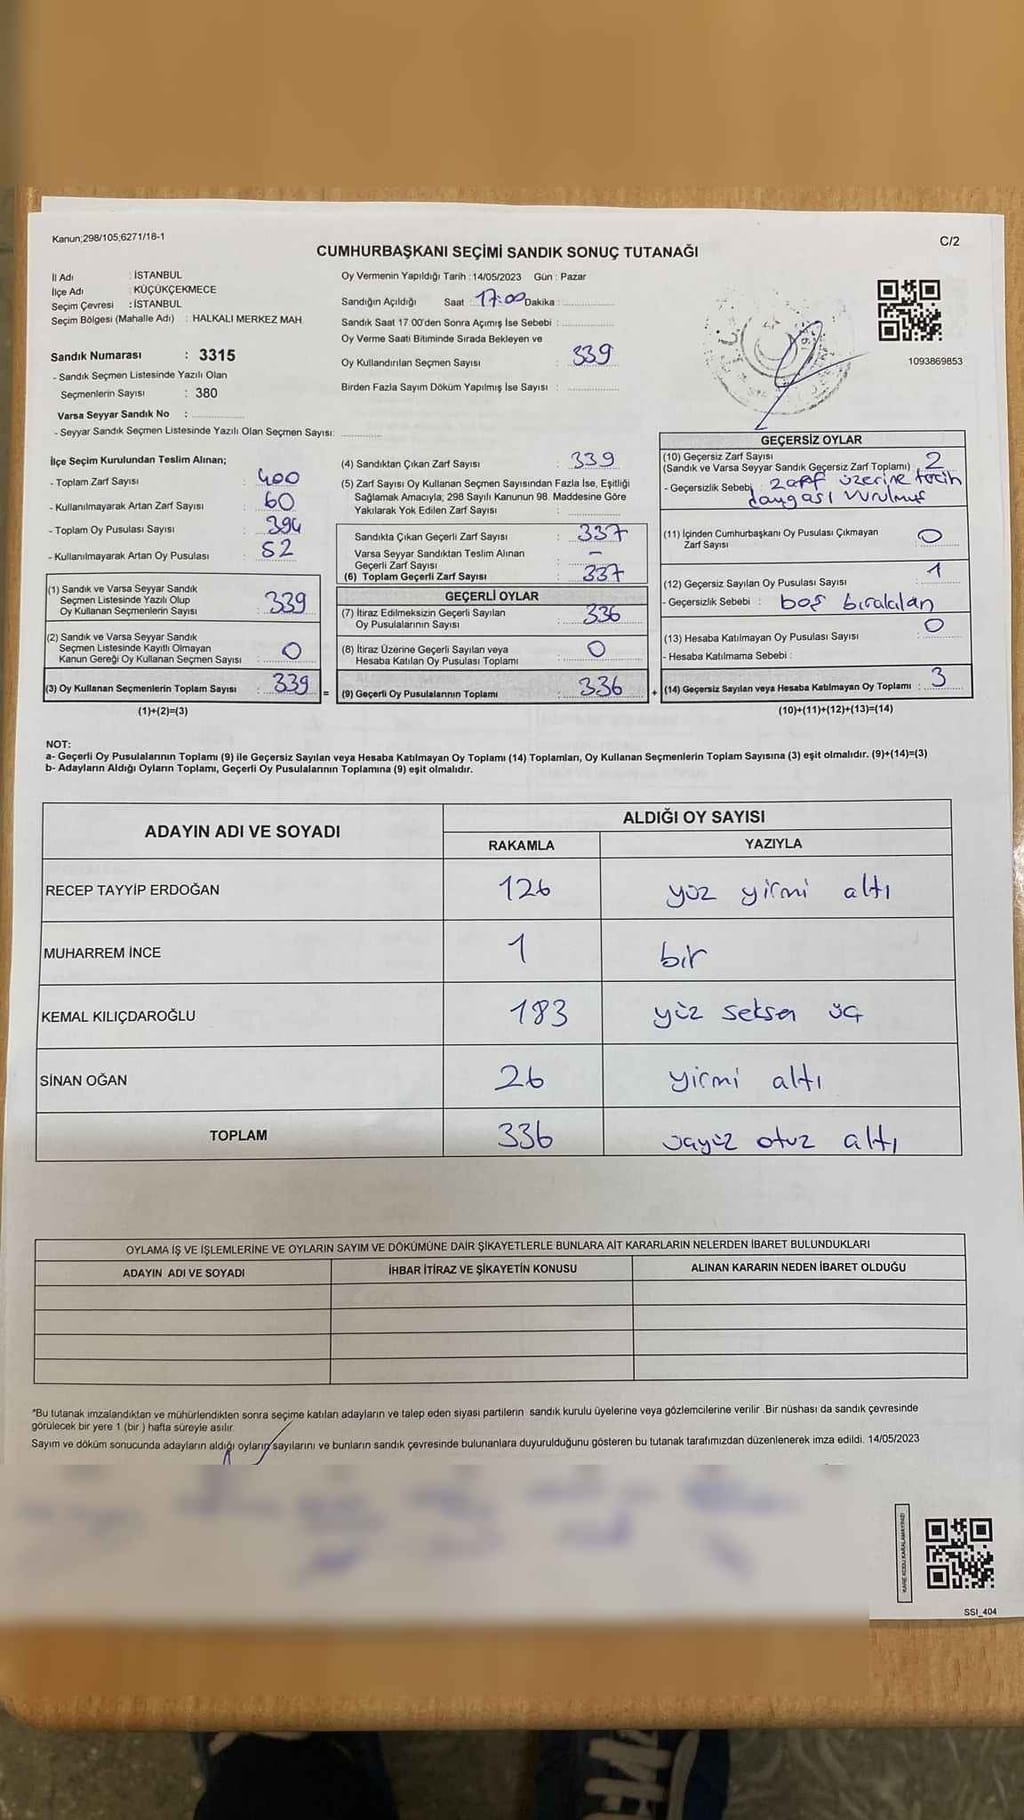 Kanun;298/105;6271/18-1
C/2
CUMHURBAŞKANI SEÇİMİ SANDIK SONUÇ TUTANAĞI
İl Adı : İSTANBUL
İlçe Adı : KÜÇÜKÇEKMECE
Seçim Çevresi : İSTANBUL
Seçim Bölgesi (Mahalle Adı) : HALKALI MERKEZ MAH.
Sandık Numarası : 3315
- Sandık Seçmen Listesinde Yazılı Olan
Seçmenlerin Sayısı : 380
Varsa Seyyar Sandık No :
- Seyyar Sandık Seçmen Listesinde Yazılı Olan Seçmen Sayısı:
Oy Vermenin Yapıldığı Tarih : 14/05/2023 Gün : Pazar
Sandığın Açıldığı Saat : 17:00 Dakika :
Sandık Saat 17 00'den Sonra Açımış İse Sebebi :
Oy Verme Saati Bitiminde Sırada Bekleyen ve
Oy Kullandırılan Seçmen Sayısı : 339
Birden Fazla Sayım Döküm Yapılmış İse Sayısı :
1093869853
İlçe Seçim Kurulundan Teslim Alınan;
- Toplam Zarf Sayısı : 400
- Kullanılmayarak Artan Zarf Sayısı : 60
- Toplam Oy Pusulası Sayısı : 394
- Kullanılmayarak Artan Oy Pusulası : 52
(1) Sandık ve Varsa Seyyar Sandık
Seçmen Listesinde Yazılı Olup
Oy Kullanan Seçmenlerin Sayısı : 339
(2) Sandık ve Varsa Seyyar Sandık
Seçmen Listesinde Kayıtlı Olmayan
Kanun Gereği Oy Kullanan Seçmen Sayısı : 0
(3) Oy Kullanan Seçmenlerin Toplam Sayısı : 339 =
(1)+(2)=(3)
(4) Sandıktan Çıkan Zarf Sayısı : 339
(5) Zarf Sayısı Oy Kullanan Seçmen Sayısından Fazla İse, Eşitliği
Sağlamak Amacıyla; 298 Sayılı Kanunun 98. Maddesine Göre
Yakılarak Yok Edilen Zarf Sayısı :
Sandıkta Çıkan Geçerli Zarf Sayısı : 337
Varsa Seyyar Sandıktan Teslim Alınan
Geçerli Zarf Sayısı : -
(6) Toplam Geçerli Zarf Sayısı : 337
GEÇERLİ OYLAR
(7) İtiraz Edilmeksizin Geçerli Sayılan
Oy Pusulalarının Sayısı : 336
(8) İtiraz Üzerine Geçerli Sayılan veya
Hesaba Katılan Oy Pusulası Toplamı : 0
(9) Geçerli Oy Pusulalarının Toplamı : 336 +
GEÇERSİZ OYLAR
(10) Geçersiz Zarf Sayısı
(Sandık ve Varsa Seyyar Sandık Geçersiz Zarf Toplamı) : 2
- Geçersizlik Sebebi : zarf üzerine tercih
damgası vurulmuş
(11) İçinden Cumhurbaşkanı Oy Pusulası Çıkmayan
Zarf Sayısı : 0
(12) Geçersiz Sayılan Oy Pusulası Sayısı : 1
- Geçersizlik Sebebi : boş bırakılan
(13) Hesaba Katılmayan Oy Pusulası Sayısı : 0
- Hesaba Katılmama Sebebi :
(14) Geçersiz Sayılan veya Hesaba Katılmayan Oy Toplamı : 3
(10)+(11)+(12)+(13)=(14)
NOT:
a- Geçerli Oy Pusulalarının Toplamı (9) ile Geçersiz Sayılan veya Hesaba Katılmayan Oy Toplamı (14) Toplamları, Oy Kullanan Seçmenlerin Toplam Sayısına (3) eşit olmalıdır. (9)+(14)=(3)
b- Adayların Aldığı Oyların Toplamı, Geçerli Oy Pusulalarının Toplamına (9) eşit olmalıdır.
ADAYIN ADI VE SOYADI ALDIĞI OY SAYISI
RAKAMLA YAZIYLA
RECEP TAYYİP ERDOĞAN 126 yüz yirmi altı
MUHARREM İNCE 1 bir
KEMAL KILIÇDAROĞLU 183 yüz seksen üç
SİNAN OĞAN 26 yirmi altı
TOPLAM 336 üçyüz otuz altı
OYLAMA İŞ VE İŞLEMLERİNE VE OYLARIN SAYIM VE DÖKÜMÜNE DAİR ŞİKAYETLERLE BUNLARA AİT KARARLARIN NELERDEN İBARET BULUNDUKLARI
ADAYIN ADI VE SOYADI İHBAR İTİRAZ VE ŞİKAYETİN KONUSU ALINAN KARARIN NEDEN İBARET OLDUĞU
"Bu tutanak imzalandıktan ve mühürlendikten sonra seçime katılan adayların ve talep eden siyasi partilerin sandık kurulu üyelerine veya gözlemcilerine verilir .Bir nüshası da sandık çevresinde
görülecek bir yere 1 (bir ) hafta süreyle asılır.
Sayım ve döküm sonucunda adayların aldığı oyların sayılarını ve bunların sandık çevresinde bulunanlara duyurulduğunu gösteren bu tutanak tarafımızdan düzenlenerek imza edildi. 14/05/2023
KARE KODU KARALAMAYINIZ!
SSI_404